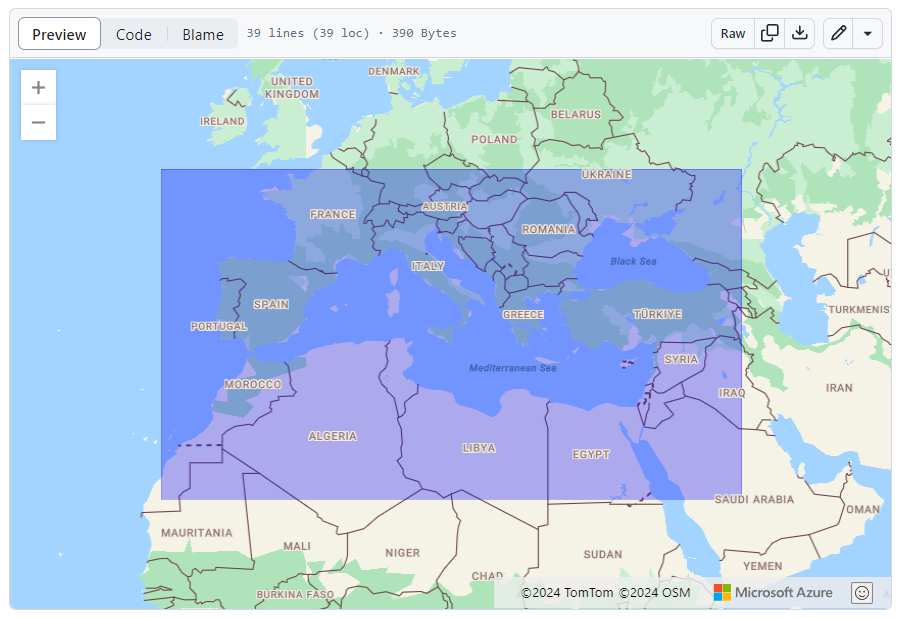 Preview Code Blame 39 lines (39 loc) · 390 Bytes Raw
DENMARK
UNITED
KINGDOM
IRELAND
BELARUS
POLAND
UKRAINE
AUSTRIA
FRANCE
ROMANIA
Black Sea
ITALY
SPAIN
TURKMENIS
GREECE
TÜRKIYE
PORTUGAL
SYRIA
Mediterranean Sea
MOROCCO
IRAN
IRAQ
ALGERIA
LIBYA
EGYPT
SAUDI ARABIA
OMAN
MAURITANIA
MALI
NIGER
SUDAN
YEMEN
CHAD
BURKINA FASO
©2024 TomTom ©2024 OSM Microsoft Azure